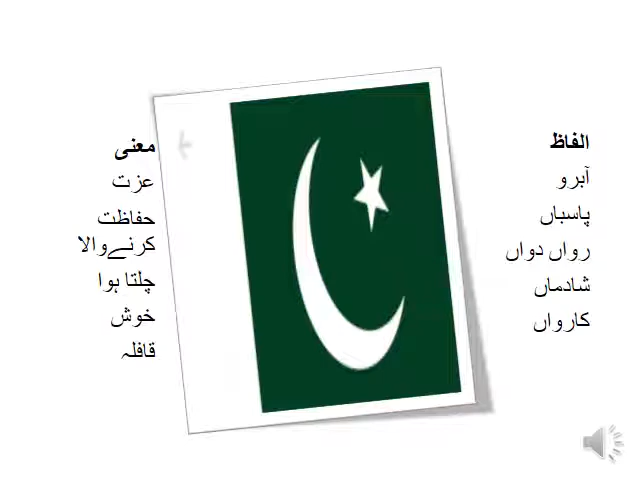 الفاظ
آبرو
پاسباں
رواں دواں
شادماں
کارواں
معنی
عزت
حفاظت
کرنےوالا
چلتا ہوا
خوش
قافلہ